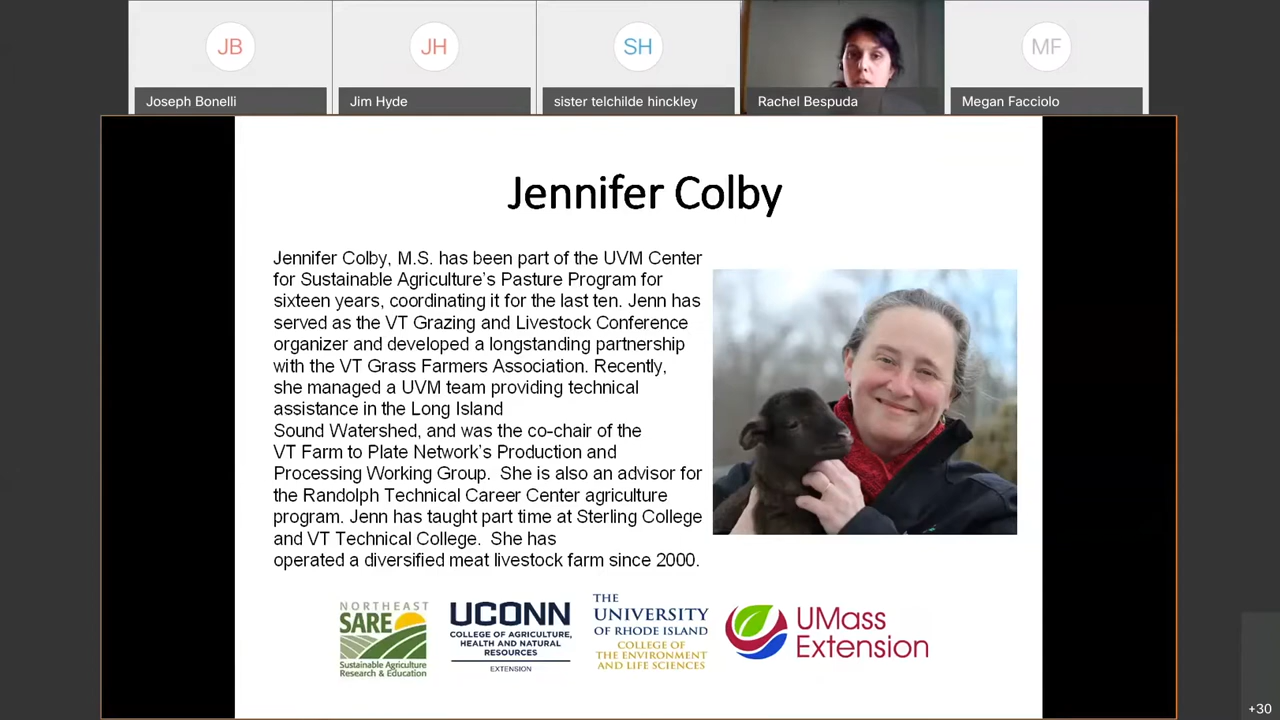 JB
JH
SH
MF
Joseph Bonelli
Jim Hyde
sister telchilde hinckley
Rachel Bespuda
Megan Facciolo
Jennifer Colby
Jennifer Colby, M.S. has been part of the UVM Center
for Sustainable Agriculture's Pasture Program for
sixteen years, coordinating it for the last ten. Jenn has
served as the VT Grazing and Livestock Conference
organizer and developed a longstanding partnership
with the VT Grass Farmers Association. Recently,
she managed a UVM team providing technical
assistance in the Long Island
Sound Watershed, and was the co-chair of the
VT Farm to Plate Network's Production and
Processing Working Group.  She is also an advisor for
the Randolph Technical Career Center agriculture
program. Jenn has taught part time at Sterling College
and VT Technical College.  She has
operated a diversified meat livestock farm since 2000.
NORTHEAST
SARE
Sustainable Agriculture
Research & Education
UCONN
COLLEGE OF AGRICULTURE,
HEALTH AND NATURAL
RESOURCES
EXTENSION
THE
UNIVERSITY
OF RHODE ISLAND
COLLEGE OF
THE ENVIRONMENT
AND LIFE SCIENCES
UMass
Extension
+30